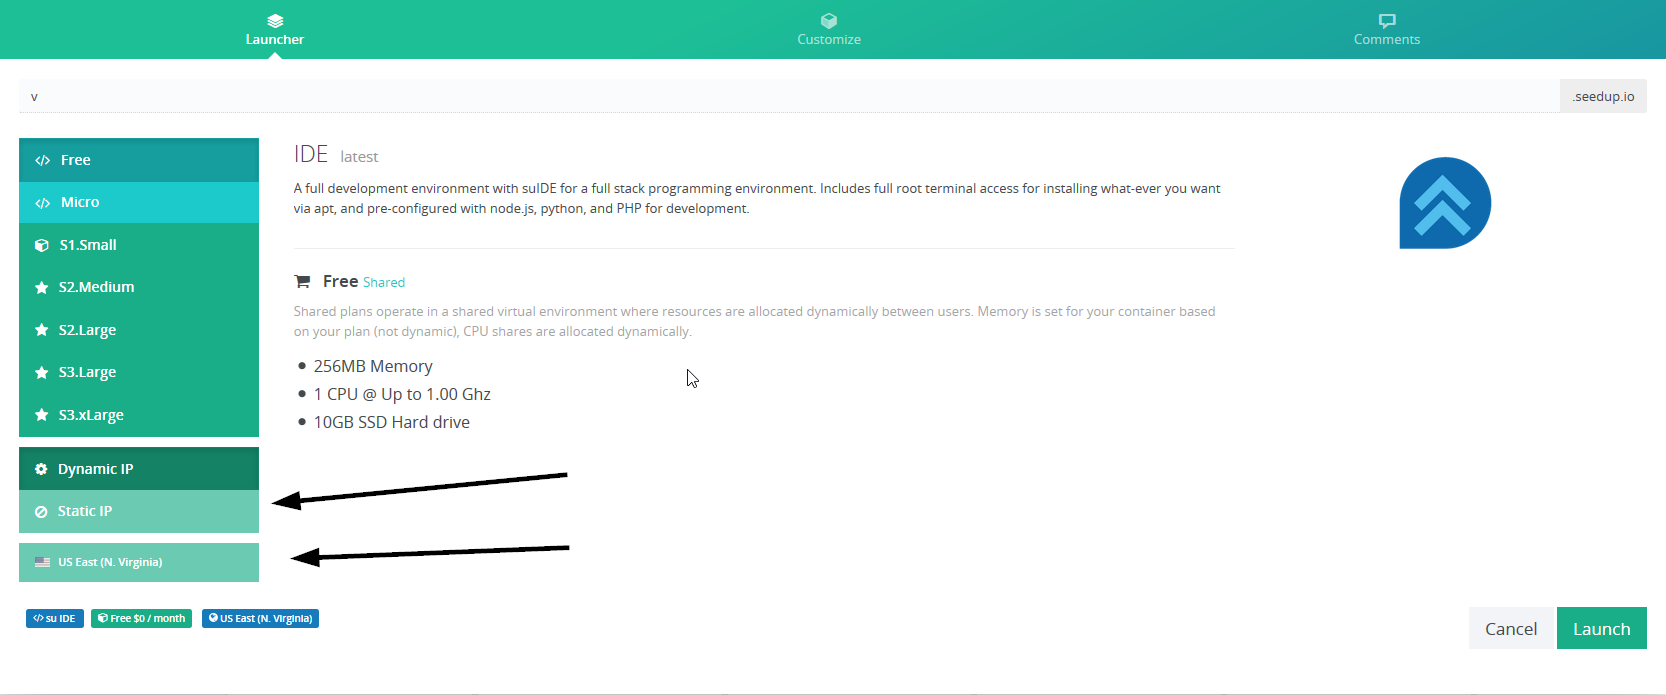 Launcher
Customize
Comments
v
.seedup.io
Free
Micro
S1.Small
S2.Medium
S2.Large
S3.Large
S3.xLarge
Dynamic IP
Static IP
US East (N. Virginia)
IDE latest
A full development environment with suIDE for a full stack programming environment. Includes full root terminal access for installing what-ever you want
via apt, and pre-configured with node.js, python, and PHP for development.
Free Shared
Shared plans operate in a shared virtual environment where resources are allocated dynamically between users. Memory is set for your container based
on your plan (not dynamic), CPU shares are allocated dynamically.
256MB Memory
1 CPU @ Up to 1.00 Ghz
10GB SSD Hard drive
su IDE
Free $0 / month
US East (N. Virginia)
Cancel
Launch